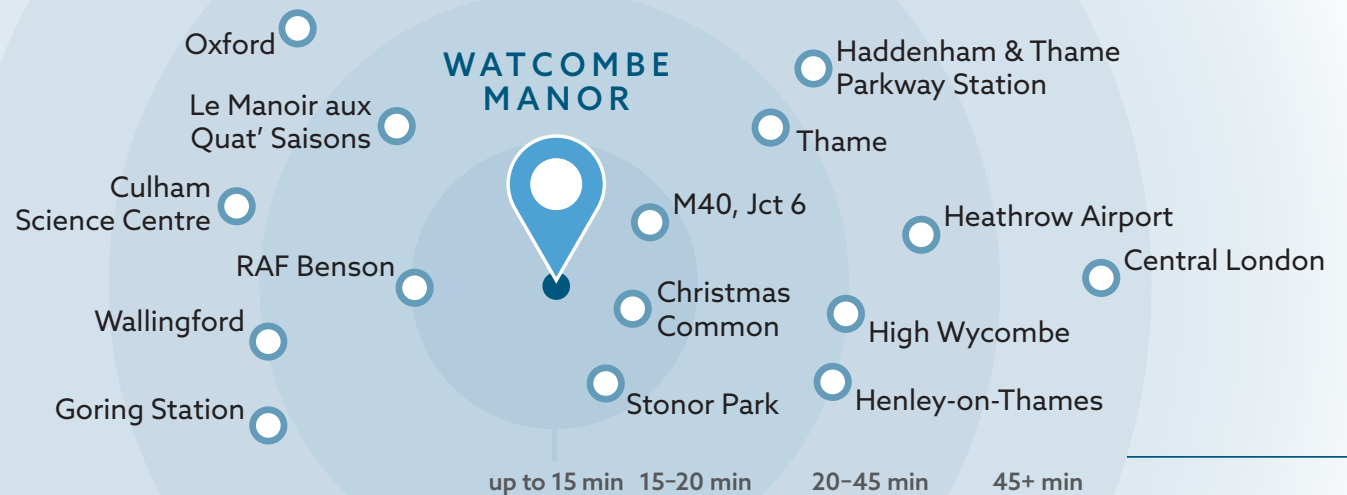 Oxford
WATCOMBE
MANOR
Haddenham & Thame
Parkway Station
Le Manoir aux
Quat’ Saisons
Thame
Culham
Science Centre
M40, Jct 6
Heathrow Airport
RAF Benson
Central London
Christmas
Common
Wallingford
High Wycombe
Goring Station
Stonor Park
Henley-on-Thames
up to 15 min
15–20 min
20–45 min
45+ min